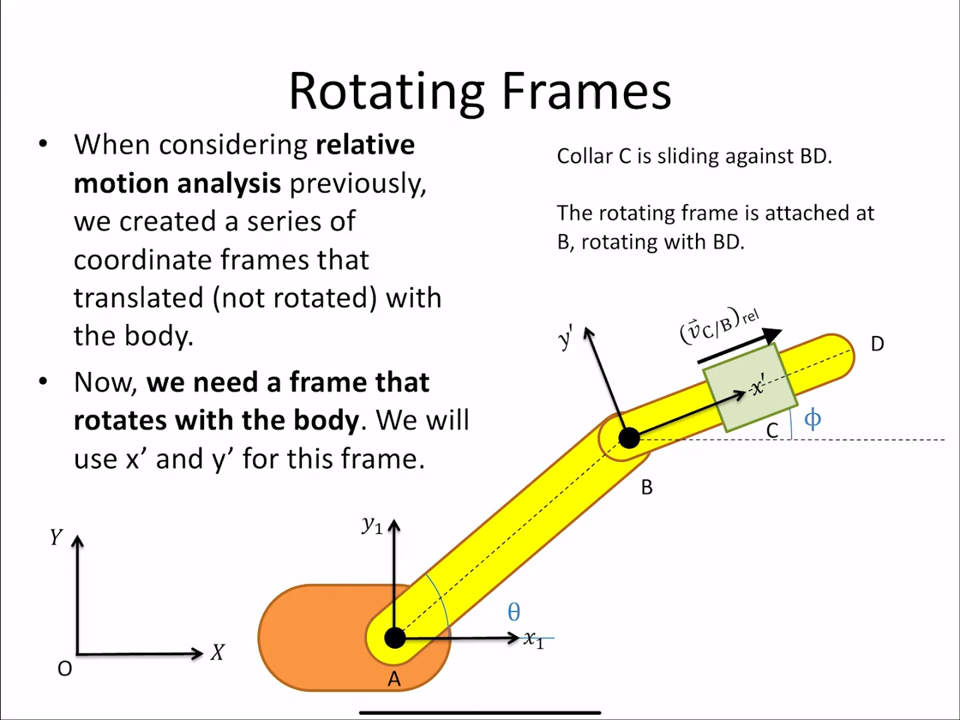 Rotating Frames
• When considering relative
motion analysis previously,
we created a series of
coordinate frames that
translated (not rotated) with
the body.
• Now, we need a frame that
rotates with the body. We will
use x’ and y’ for this frame.
Collar C is sliding against BD.
The rotating frame is attached at
B, rotating with BD.
(v⃗_C/B)_rel
y'
D
x'
ϕ
C
B
y₁
Y
θ
x₁
X
O
A